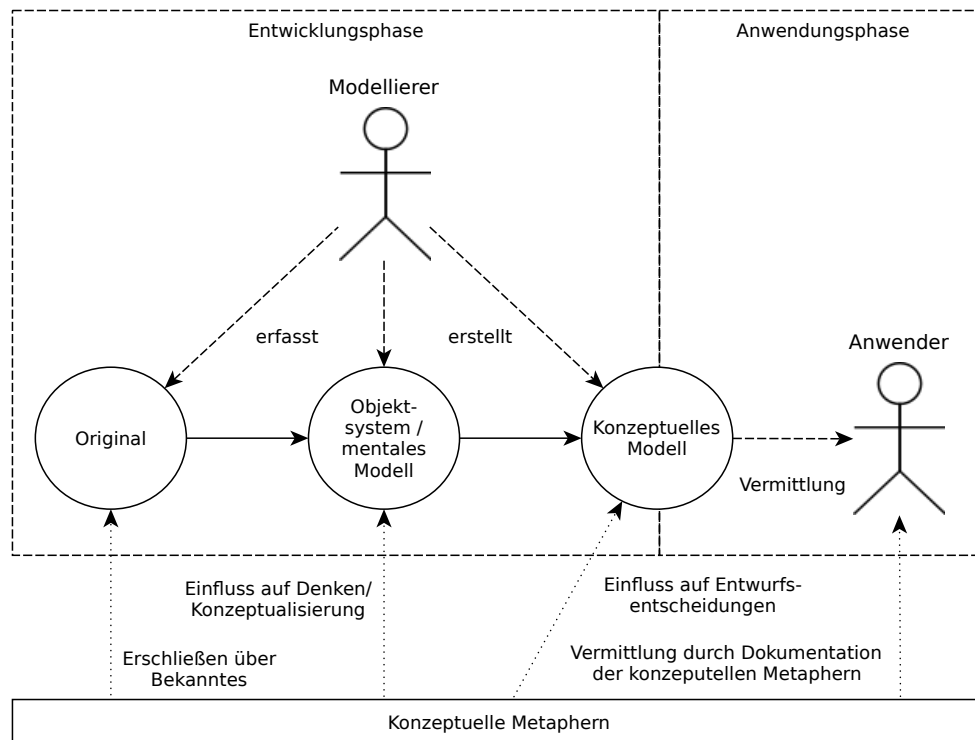 Entwicklungsphase
Anwendungsphase
Modellierer
erfasst
erstellt
Anwender
Original
Objekt-
system /
mentales
Modell
Konzeptuelles
Modell
Vermittlung
Einfluss auf Denken/
Konzeptualisierung
Einfluss auf Entwurfs-
entscheidungen
Erschließen über
Bekanntes
Vermittlung durch Dokumentation
der konzeputellen Metaphern
Konzeptuelle Metaphern